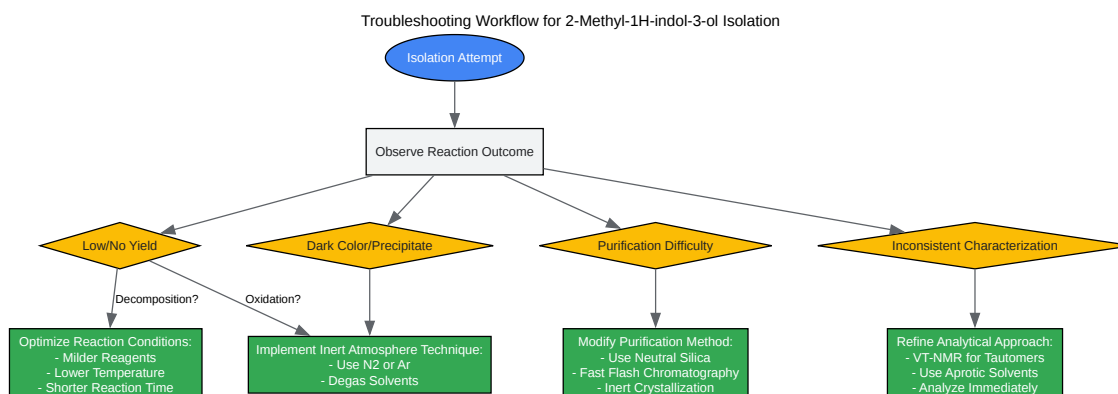 Troubleshooting Workflow for 2-Methyl-1H-indol-3-ol Isolation
Isolation Attempt
Observe Reaction Outcome
Low/No Yield
Dark Color/Precipitate
Purification Difficulty
Inconsistent Characterization
Decomposition?
Oxidation?
Optimize Reaction Conditions:
- Milder Reagents
- Lower Temperature
- Shorter Reaction Time
Implement Inert Atmosphere Technique:
- Use N2 or Ar
- Degas Solvents
Modify Purification Method:
- Use Neutral Silica
- Fast Flash Chromatography
- Inert Crystallization
Refine Analytical Approach:
- VT-NMR for Tautomers
- Use Aprotic Solvents
- Analyze Immediately